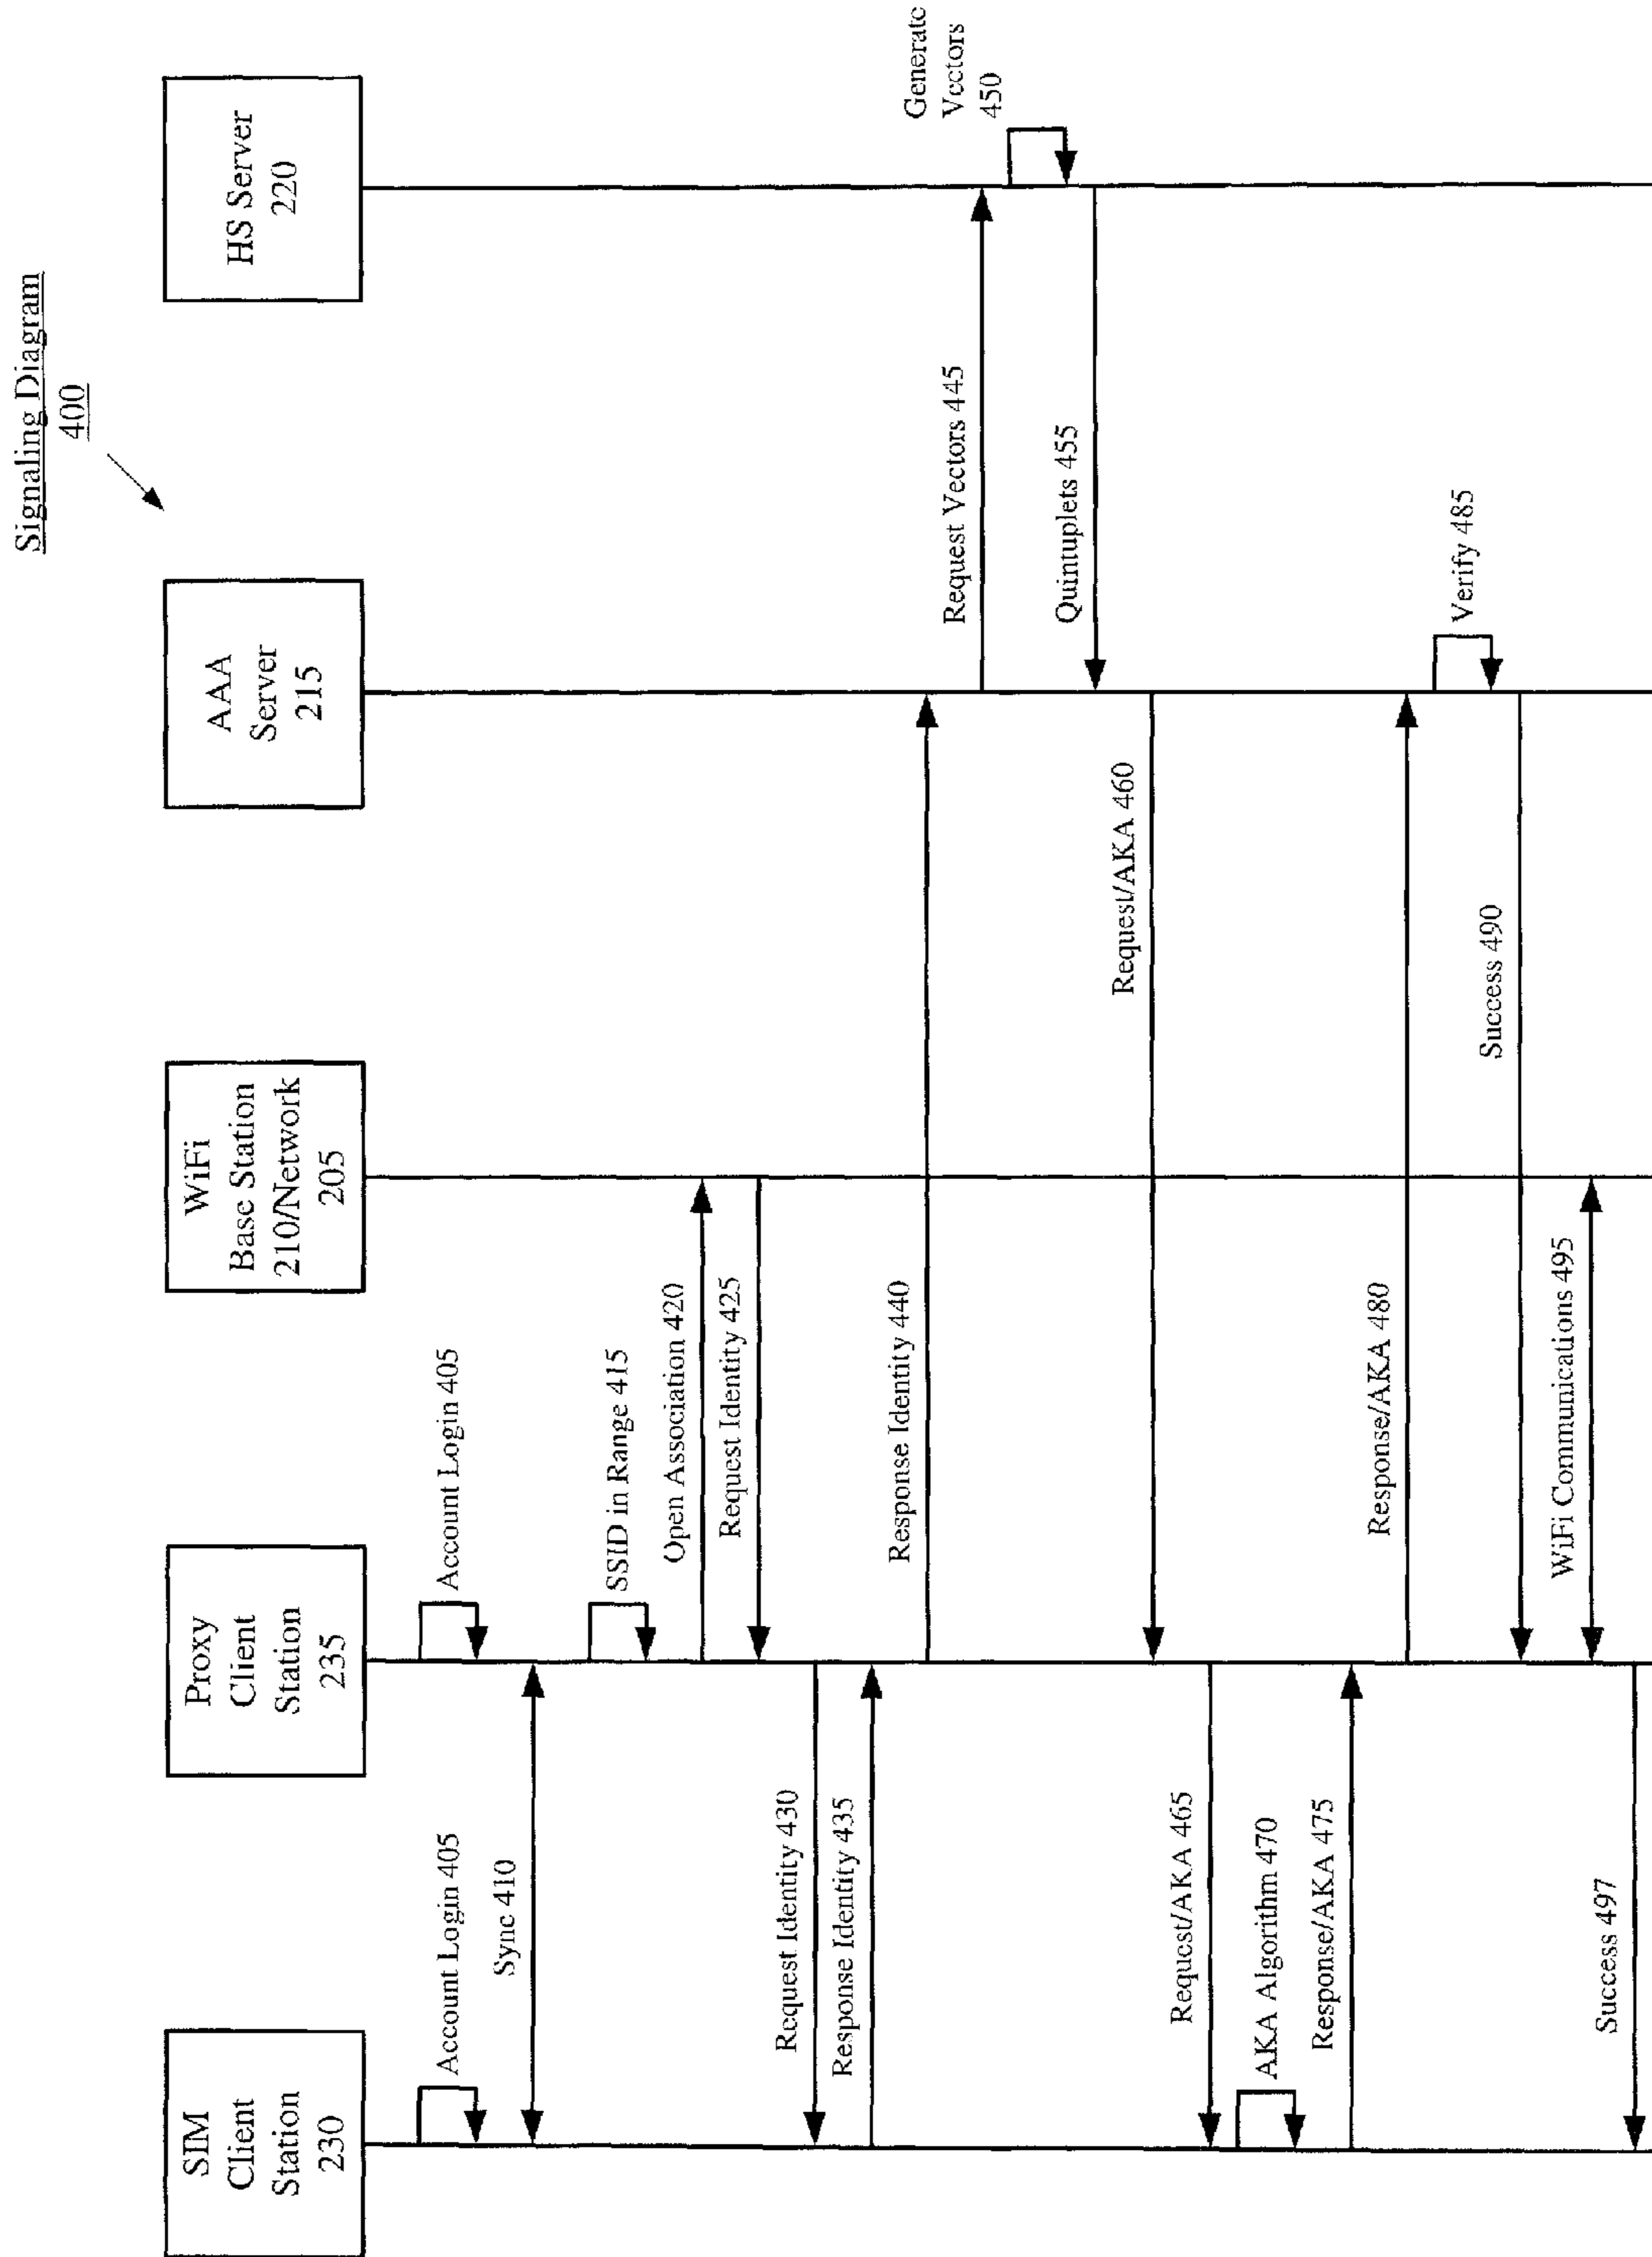 Signaling Diagram
400
SIM
Client
Station
230
Proxy
Client
Station
235
WiFi
Base Station
210/Network
205
AAA
Server
215
HS Server
220
Account Login 405
Account Login 405
Sync 410
SSID in Range 415
Open Association 420
Request Identity 425
Request Identity 430
Response Identity 435
Response Identity 440
Request Vectors 445
Generate
Vectors
450
Quintuplets 455
Request/AKA 460
Request/AKA 465
AKA Algorithm 470
Response/AKA 475
Response/AKA 480
Verify 485
Success 490
WiFi Communications 495
Success 497